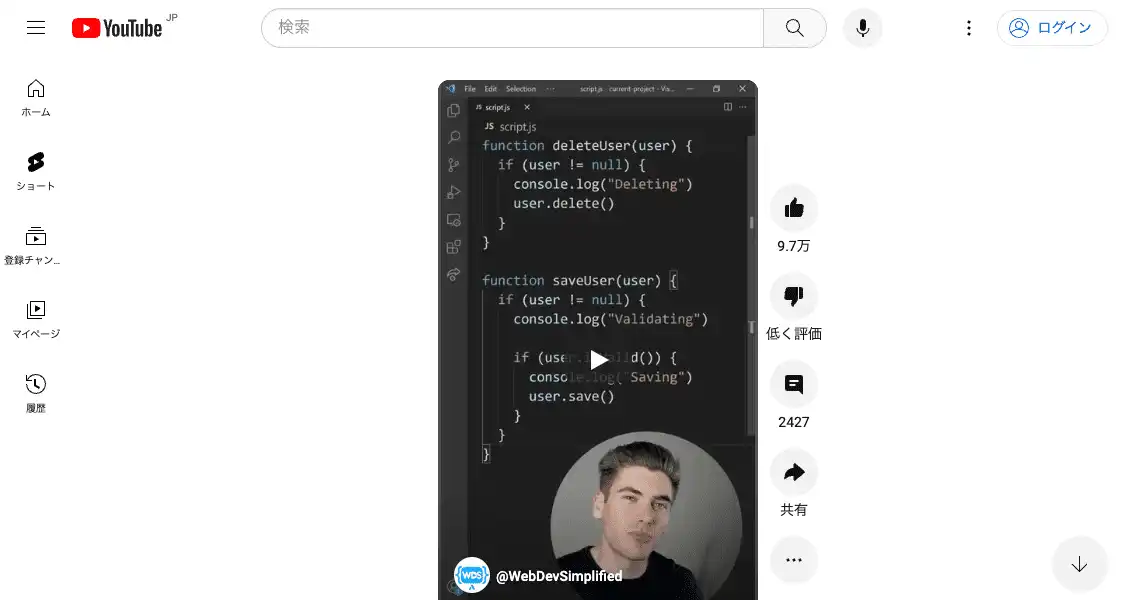 YouTube JP
検索
ログイン
ホーム
ショート
登録チャン...
マイページ
履歴
File Edit Selection ··· script.js - current-project - Vis...
JS script.js ×
JS script.js
function deleteUser(user) {
if (user != null) {
console.log("Deleting")
user.delete()
}
}
function saveUser(user) {
if (user != null) {
console.log("Validating")
if (user.isValid()) {
console.log("Saving")
user.save()
}
}
}
WDS @WebDevSimplified
9.7万
低く評価
2427
共有